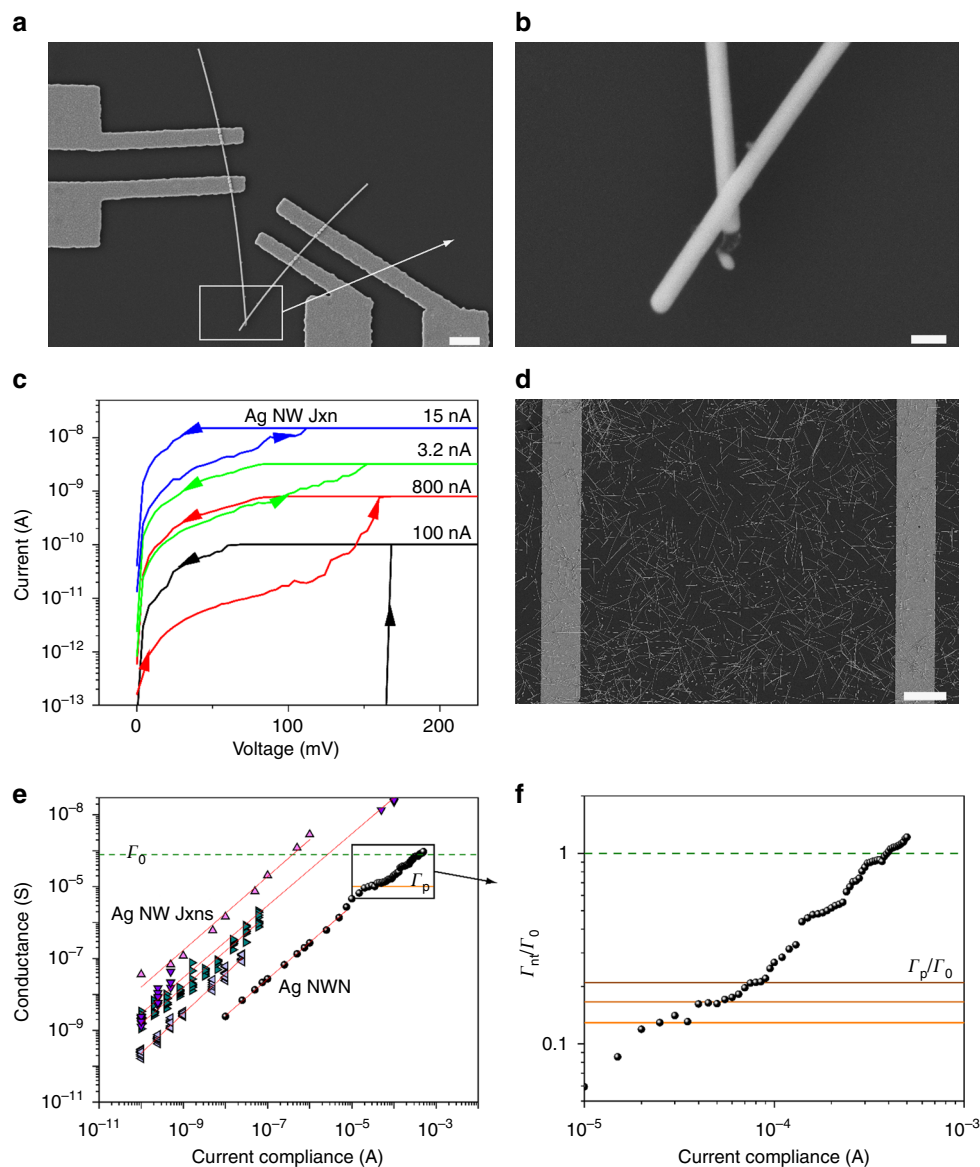 a
b
c
Ag NW Jxn
15 nA
3.2 nA
800 nA
100 nA
10⁻⁸
10⁻⁹
10⁻¹⁰
10⁻¹¹
10⁻¹²
10⁻¹³
Current (A)
0
100
200
Voltage (mV)
d
e
10⁻⁸
10⁻³
10⁻⁵
10⁻⁷
10⁻⁹
10⁻¹¹
Conductance (S)
Γ₀
Γₚ
Ag NW Jxns
Ag NWN
10⁻¹¹
10⁻⁹
10⁻⁷
10⁻⁵
10⁻³
Current compliance (A)
f
1
0.1
Γₙₜ/Γ₀
Γₚ/Γ₀
10⁻⁵
10⁻⁴
10⁻³
Current compliance (A)